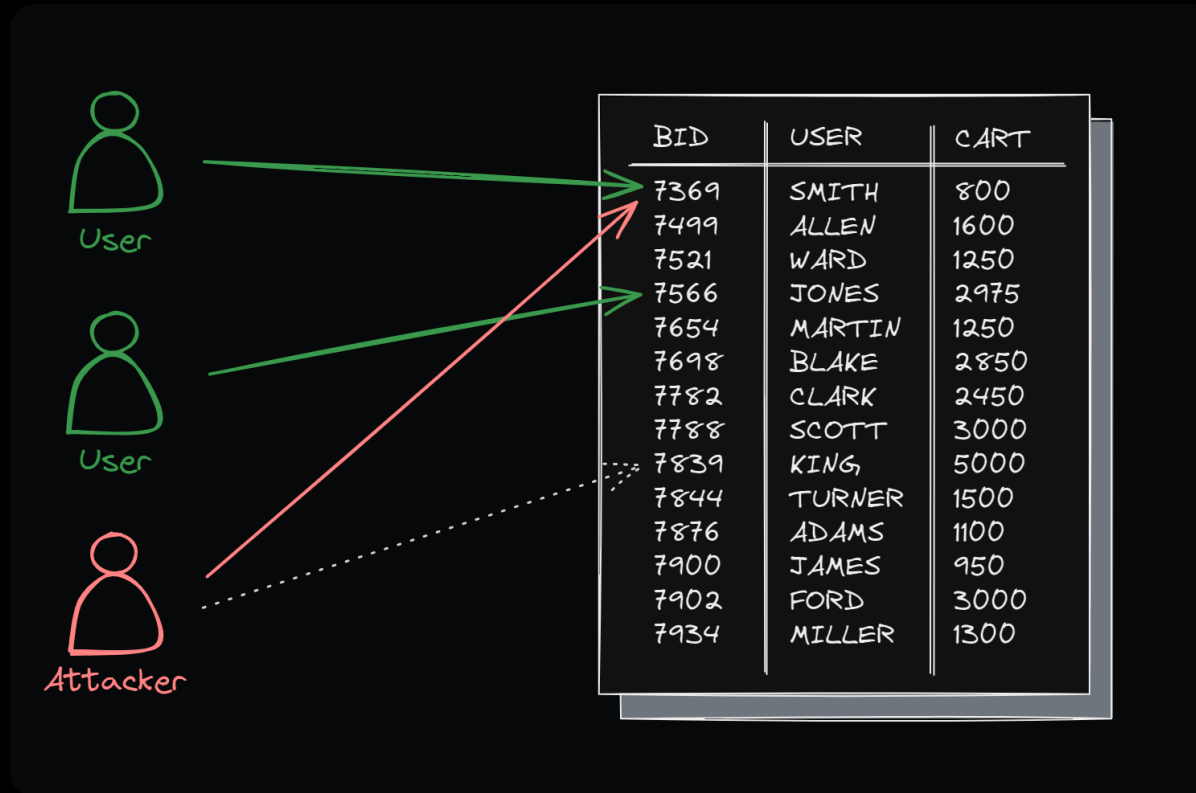 BID USER CART
7369 SMITH 800
User
7499 ALLEN 1600
7521 WARD 1250
7566 JONES 2975
7654 MARTIN 1250
7698 BLAKE 2850
7782 CLARK 2450
7788 SCOTT 3000
User
7839 KING 5000
7844 TURNER 1500
7876 ADAMS 1100
7900 JAMES 950
7902 FORD 3000
7934 MILLER 1300
Attacker